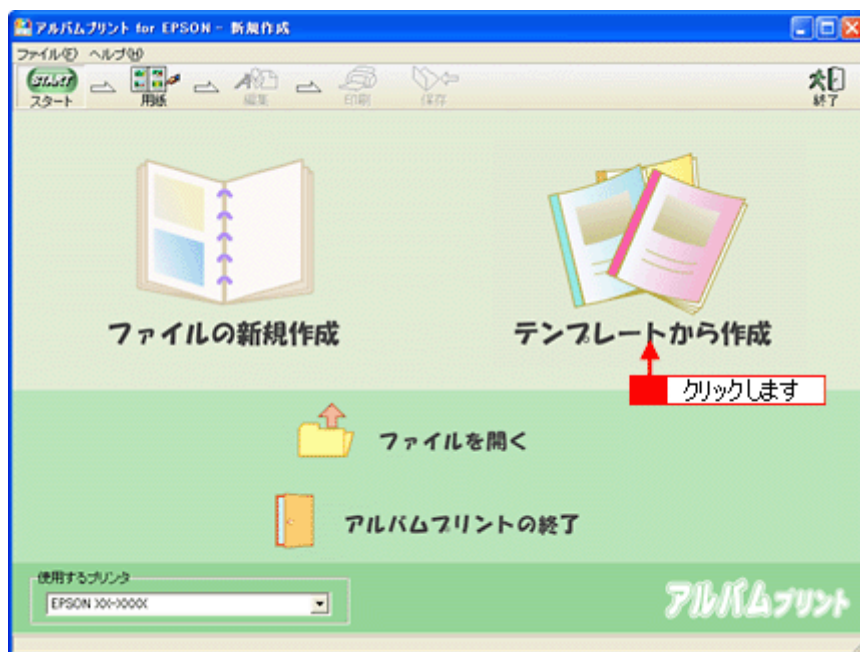 アルバムプリント for EPSON - 新規作成
ファイル(F) ヘルプ(H)
START
スタート 用紙 編集 印刷 保存 終了
ファイルの新規作成
テンプレートから作成
クリックします
ファイルを開く
アルバムプリントの終了
使用するプリンタ
EPSON XX-XXXX
アルバムプリント